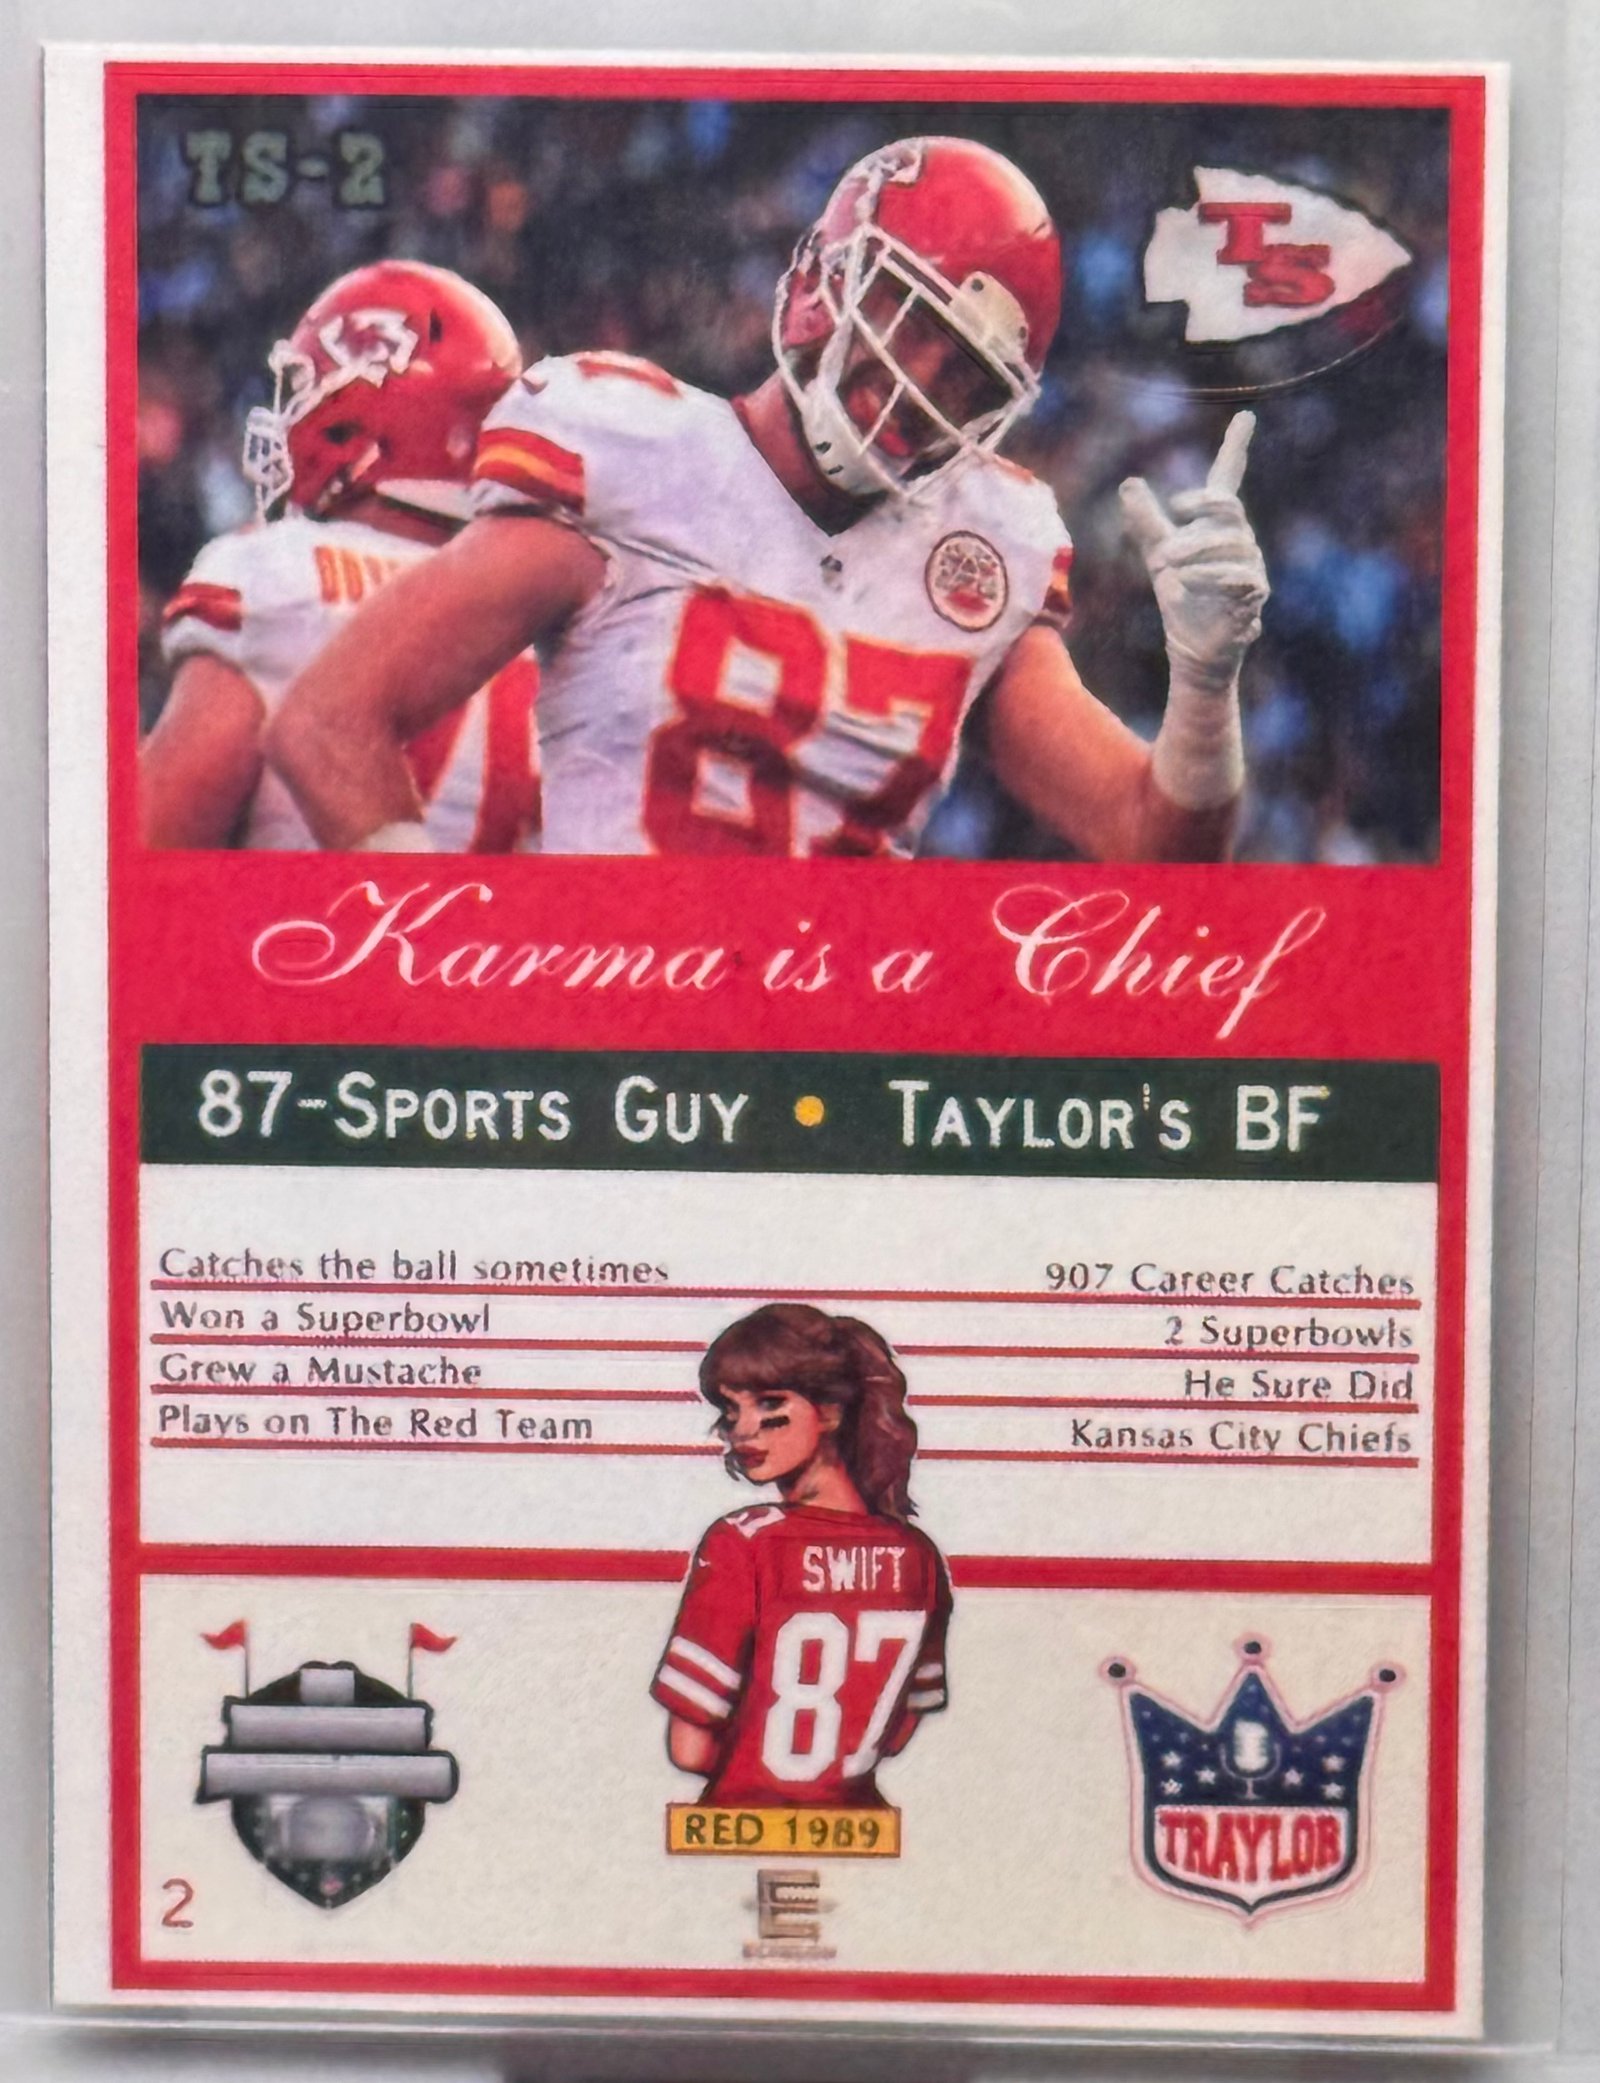 TS-2
TS
87
Karma is a Chief
87-SPORTS GUY • TAYLOR'S BF
Catches the ball sometimes 907 Career Catches
Won a Superbowl 2 Superbowls
Grew a Mustache He Sure Did
Plays on The Red Team Kansas City Chiefs
SWIFT
87
RED 1989
TRAYLOR
2
E